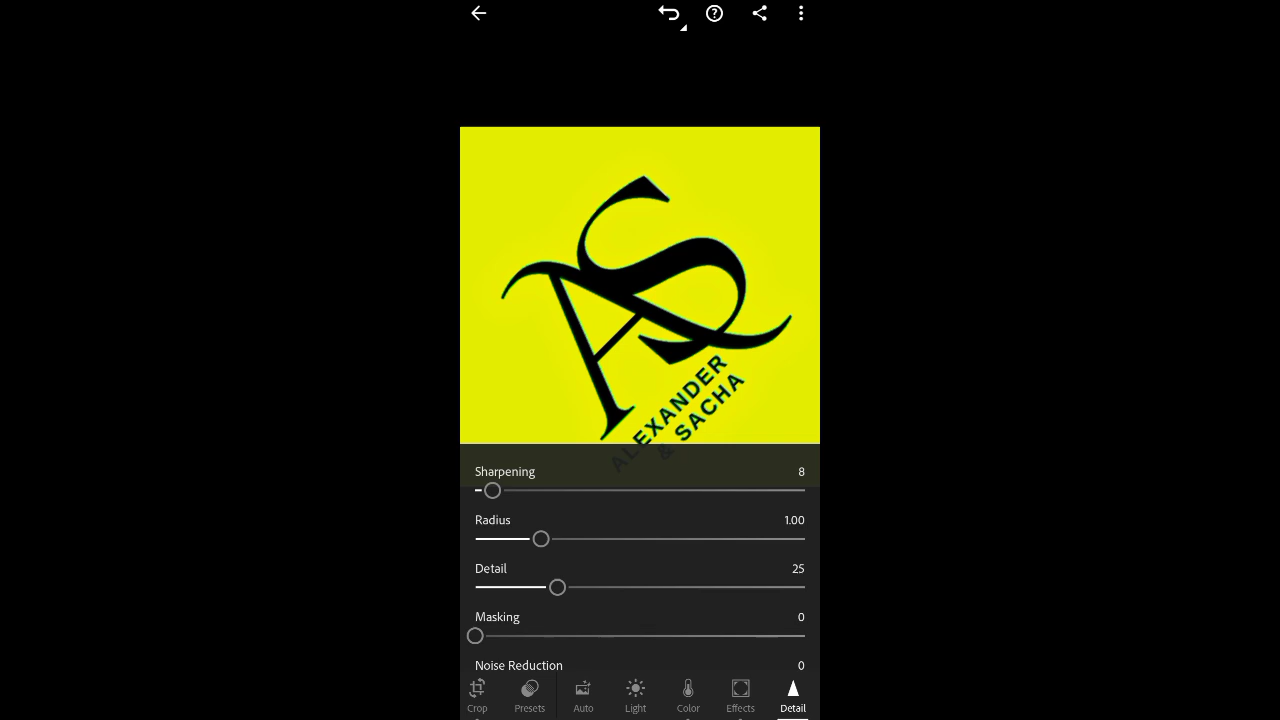 AS
ALEXANDER
& SACHA
Sharpening 8
Radius 1.00
Detail 25
Masking 0
Noise Reduction 0
Crop Presets Auto Light Color Effects Detail